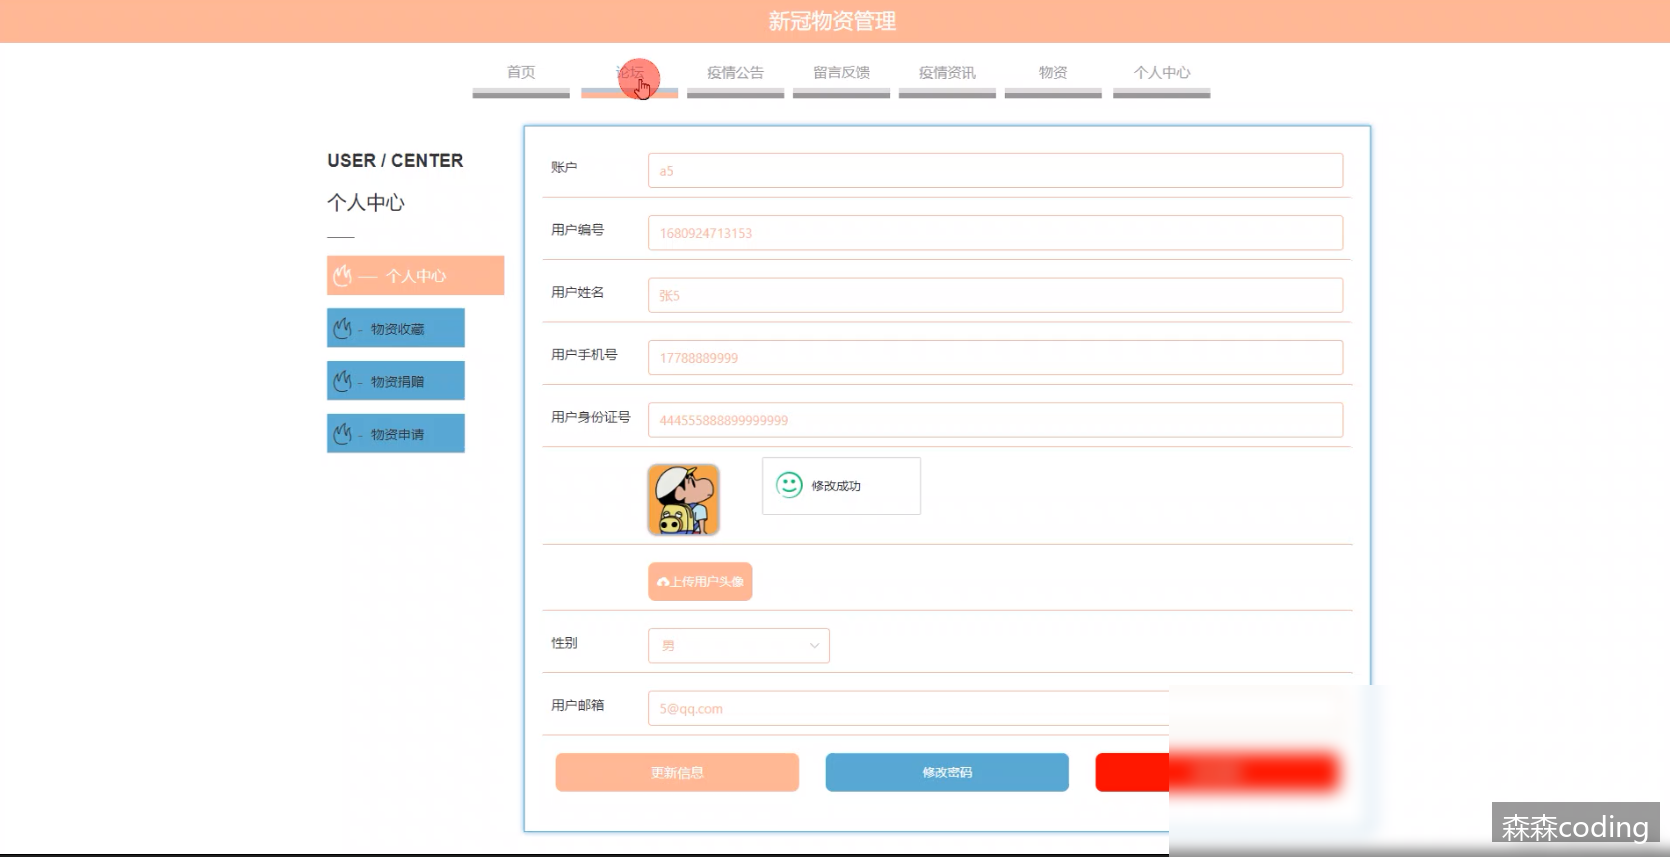 新冠物资管理
首页 论坛 疫情公告 留言反馈 疫情资讯 物资 个人中心
USER / CENTER
个人中心
个人中心
- 物资收藏
- 物资捐赠
- 物资申请
账户 a5
用户编号 1680924713153
用户姓名 张5
用户手机号 17788889999
用户身份证号 444555888899999999
修改成功
上传用户头像
性别 男
用户邮箱 5@qq.com
更新信息 修改密码
森森coding